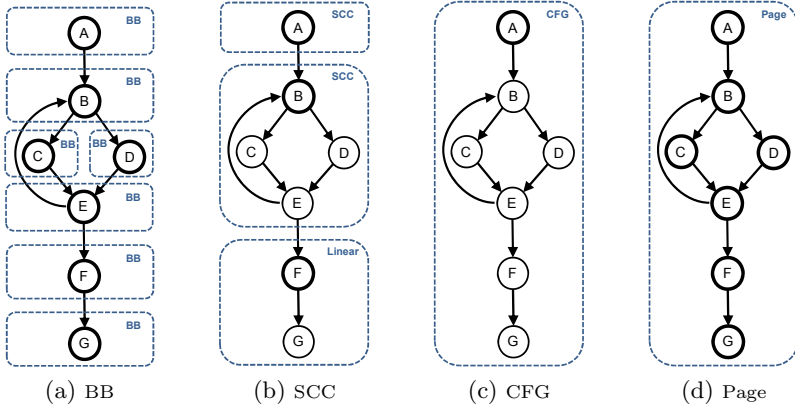 A BB
B BB
C BB
BB D
E BB
F BB
G BB
(a) BB
A SCC
B SCC
C D
E
F Linear
G
(b) SCC
A CFG
B
C D
E
F
G
(c) CFG
A Page
B
C D
E
F
G
(d) Page